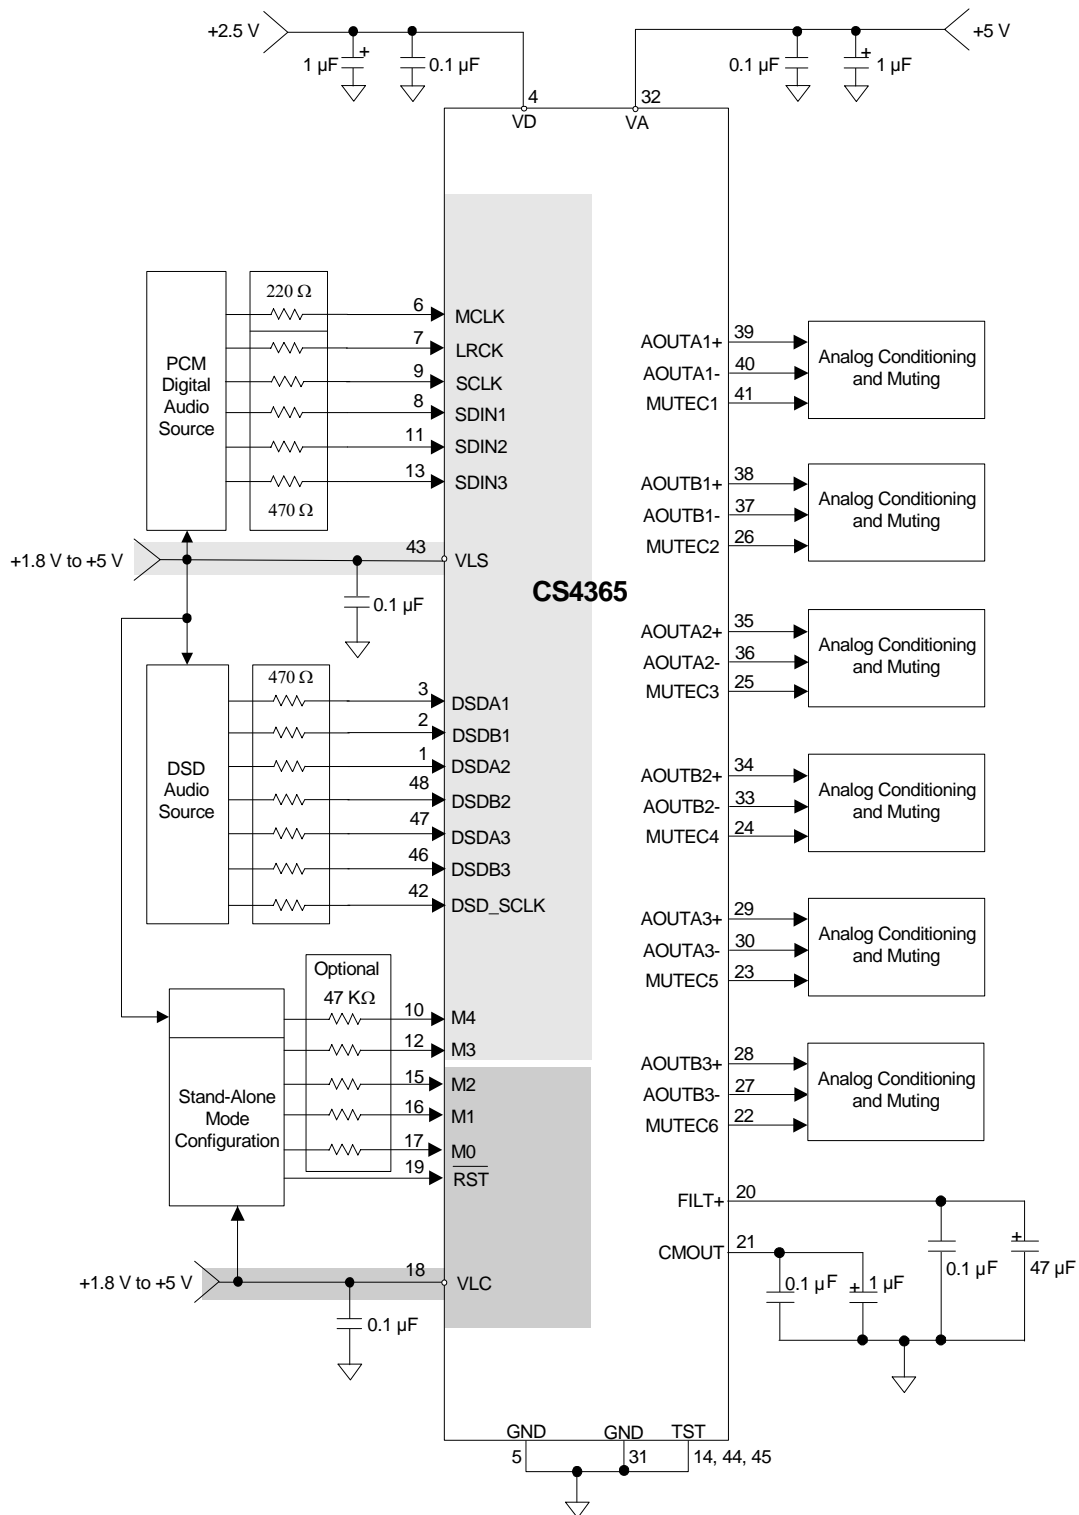 +2.5 V
+5 V
1 µF
+
0.1 µF
0.1 µF
+
1 µF
4
32
VD
VA
PCM
Digital
Audio
Source
220 Ω
470 Ω
6
MCLK
7
LRCK
9
SCLK
8
SDIN1
11
SDIN2
13
SDIN3
+1.8 V to +5 V
43
VLS
0.1 µF
CS4365
DSD
Audio
Source
470 Ω
3
DSDA1
2
DSDB1
1
DSDA2
48
DSDB2
47
DSDA3
46
DSDB3
42
DSD_SCLK
Optional
47 KΩ
Stand-Alone
Mode
Configuration
10
M4
12
M3
15
M2
16
M1
17
M0
19
RST
+1.8 V to +5 V
18
VLC
0.1 µF
AOUTA1+
39
AOUTA1-
40
MUTEC1
41
Analog Conditioning
and Muting
AOUTB1+
38
AOUTB1-
37
MUTEC2
26
Analog Conditioning
and Muting
AOUTA2+
35
AOUTA2-
36
MUTEC3
25
Analog Conditioning
and Muting
AOUTB2+
34
AOUTB2-
33
MUTEC4
24
Analog Conditioning
and Muting
AOUTA3+
29
AOUTA3-
30
MUTEC5
23
Analog Conditioning
and Muting
AOUTB3+
28
AOUTB3-
27
MUTEC6
22
Analog Conditioning
and Muting
FILT+
20
CMOUT
21
0.1 µF
+
1 µF
0.1 µF
+
47 µF
GND
GND
TST
5
31
14, 44, 45